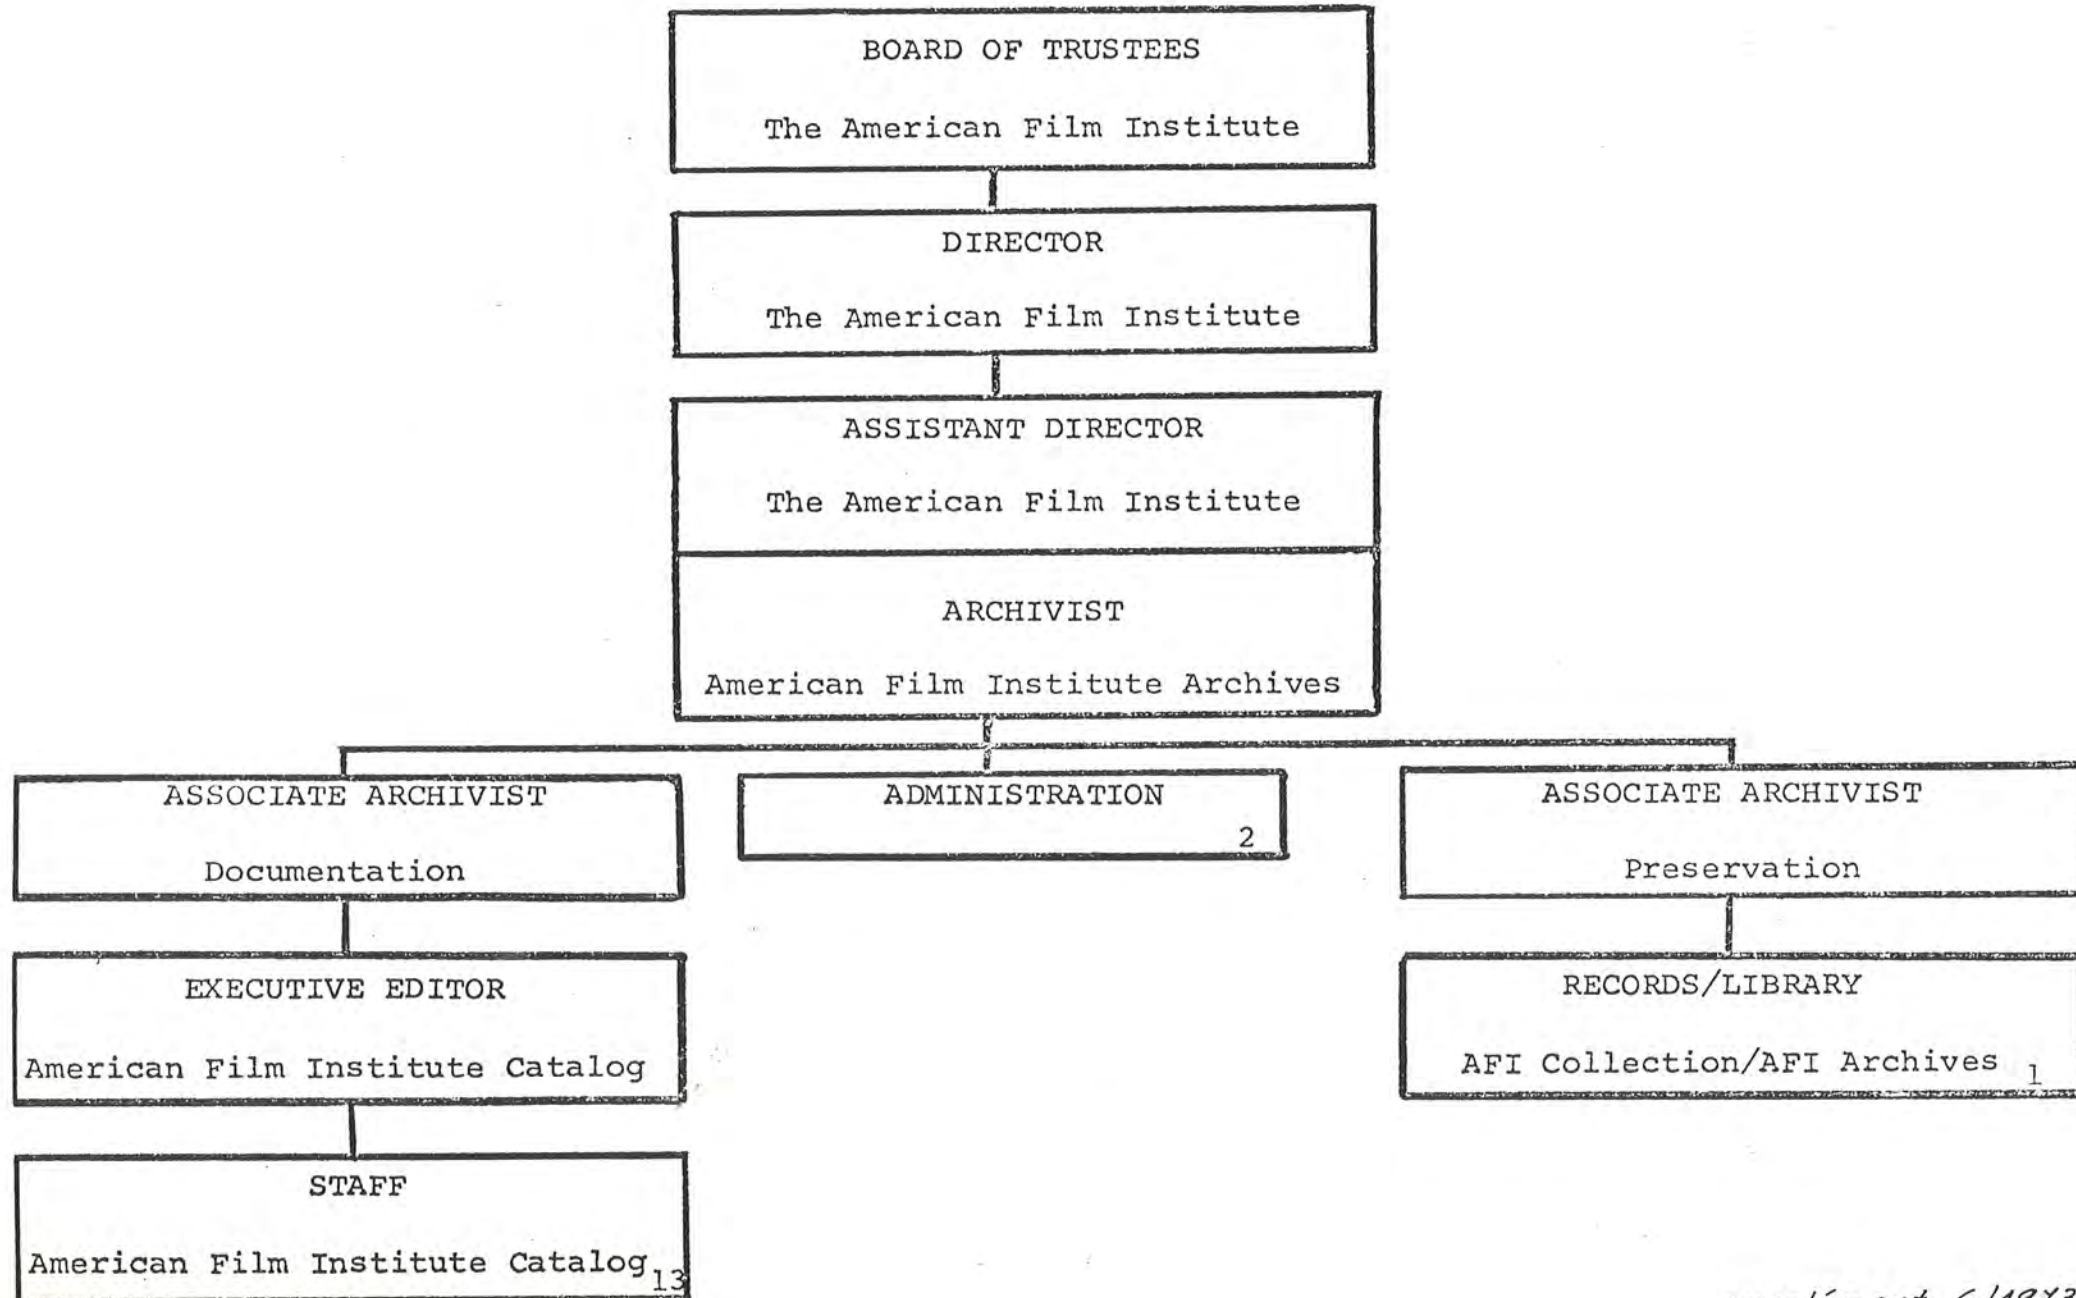 BOARD OF TRUSTEES
The American Film Institute
DIRECTOR
The American Film Institute
ASSISTANT DIRECTOR
The American Film Institute
ARCHIVIST
American Film Institute Archives
ASSOCIATE ARCHIVIST
Documentation
ADMINISTRATION
2
ASSOCIATE ARCHIVIST
Preservation
EXECUTIVE EDITOR
American Film Institute Catalog
RECORDS/LIBRARY
AFI Collection/AFI Archives 1
STAFF
American Film Institute Catalog 13
6/1973